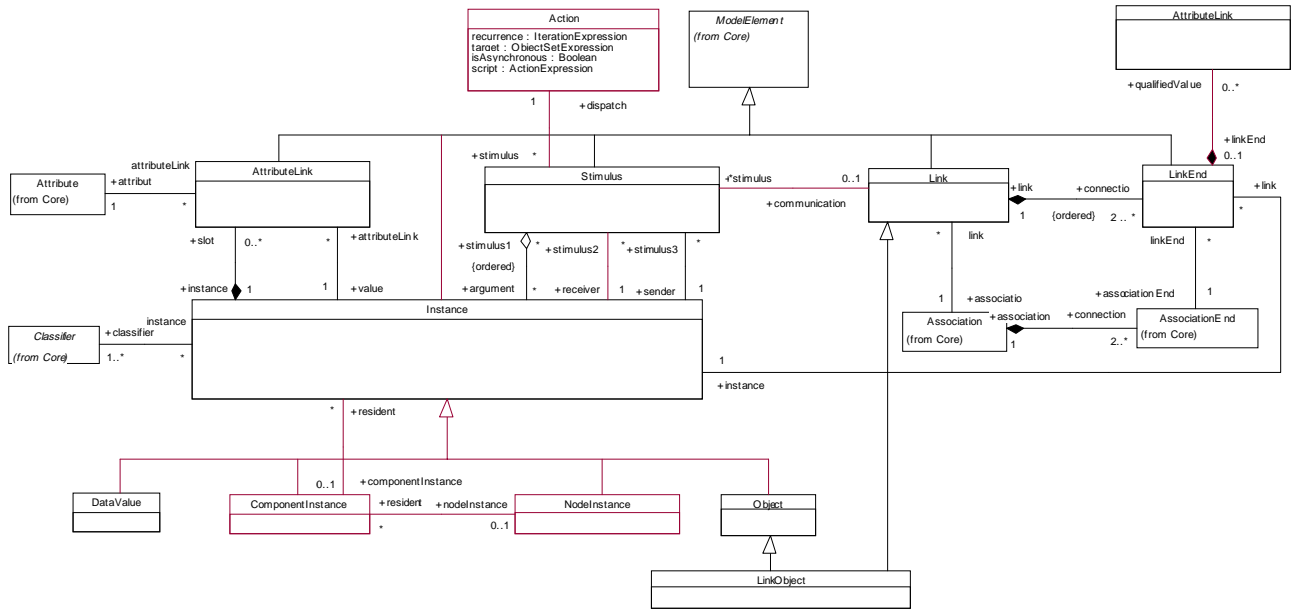 Action
recurrence : IterationExpression
target : ObjectSetExpression
isAsynchronous : Boolean
script : ActionExpression
ModelElement
(from Core)
AttributeLink
1
+dispatch
+qualifiedValue
0..*
+stimulus
*
+linkEnd
0..1
attributeLink
+attribut
Attribute
(from Core)
1
*
AttributeLink
Stimulus
+*stimulus
0..1
+communication
Link
+link
1
+connectio
{ordered}
2.. *
LinkEnd
+link
*
+slot
0..*
*
+attributeLink
+stimulus1
{ordered}
*
+stimulus2
*
+stimulus3
*
*
link
linkEnd
*
+instance
1
1
+value
+argument
*
+receiver
1
+sender
1
1
+associatio
+association End
1
Instance
Classifier
(from Core)
instance
+classifier
1..*
*
Association
(from Core)
+association
1
+connection
2..*
AssociationEnd
(from Core)
1
+instance
*
+resident
0..1
+componentInstance
DataValue
ComponentInstance
+resident
*
+nodeInstance
0..1
NodeInstance
Object
LinkObject